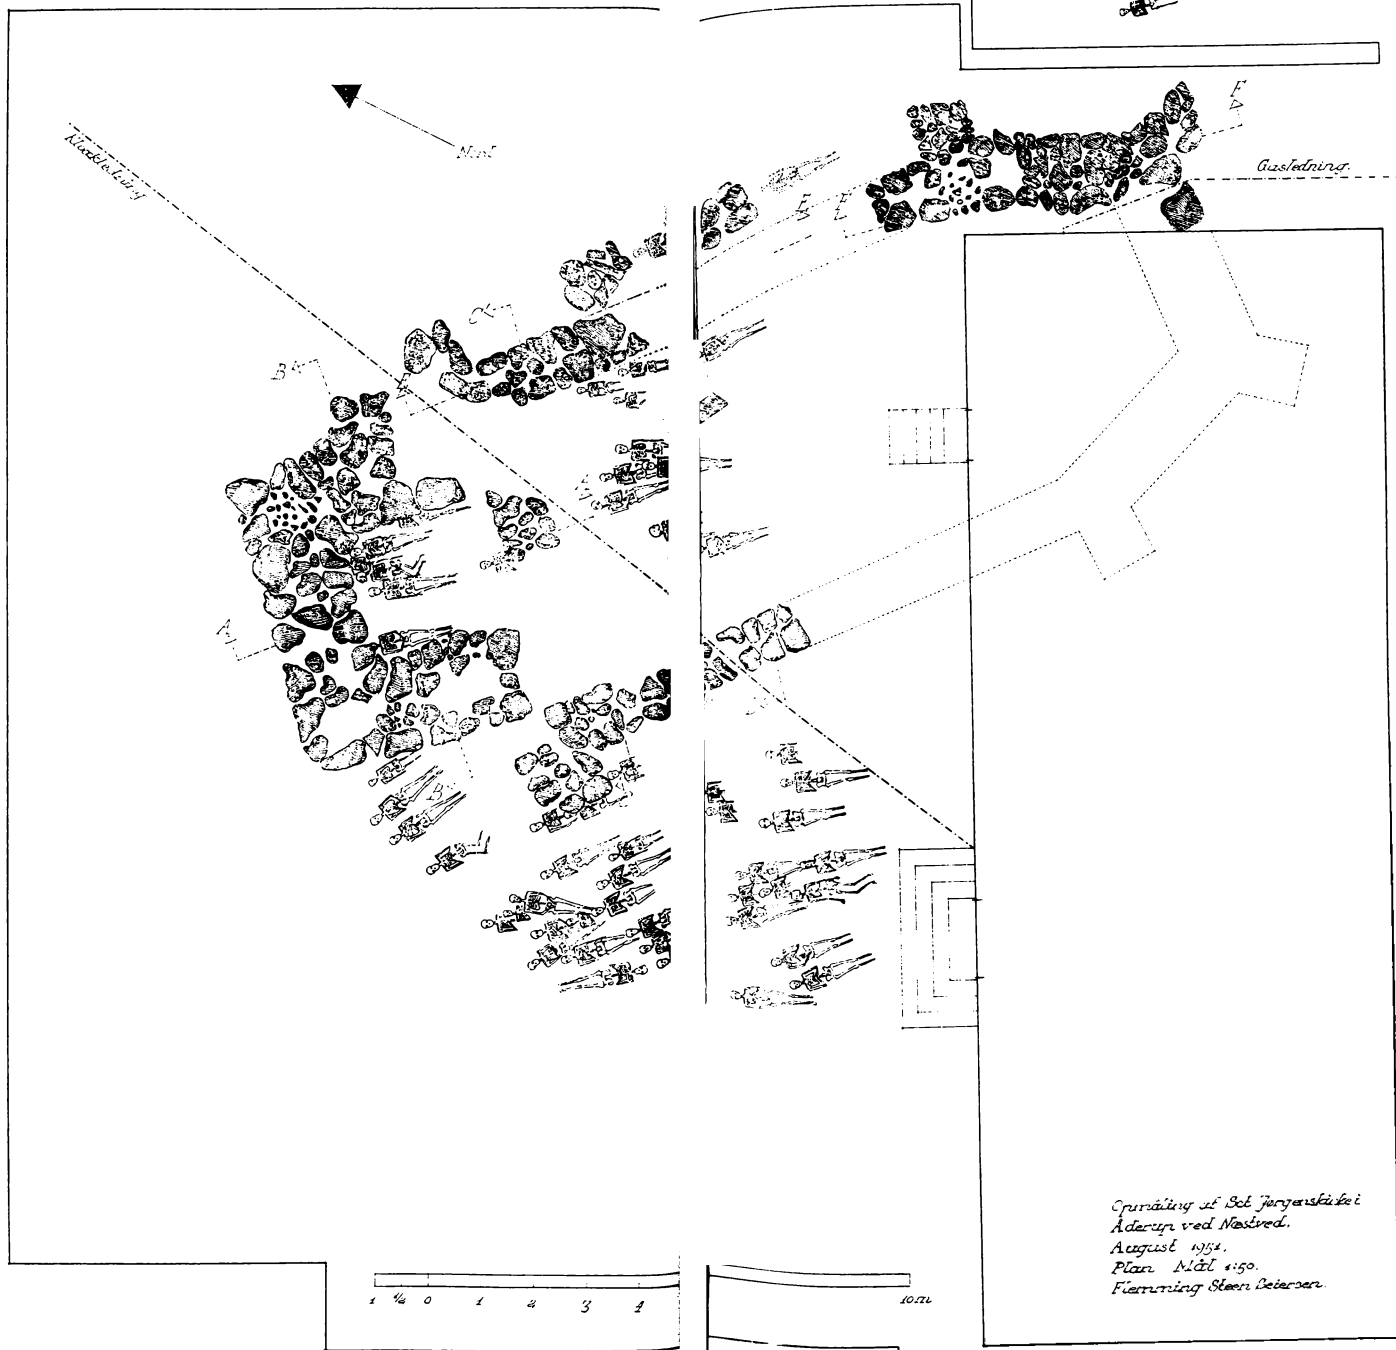 Nord
Kloakledning
Gasledning.
F
E
E
C
B
A
B
1 ½ 0 1 2 3 4
10 m
Opmåling af Sct Jørgenskirke i
Åderup ved Næstved.
August 1951.
Plan Mål 1:50.
Flemming Steen Petersen.